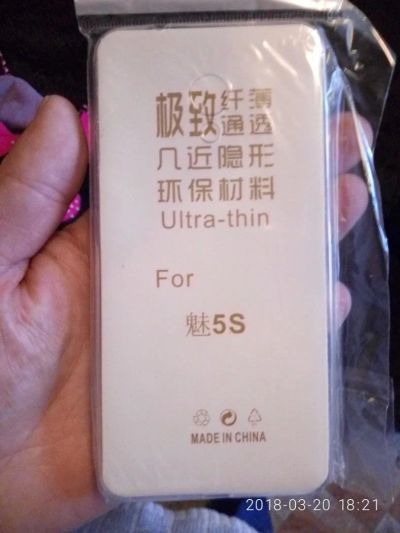 极致纤薄
通透
几近隐形
环保材料
Ultra-thin
For
魅5S
MADE IN CHINA
2018-03-20 18:21